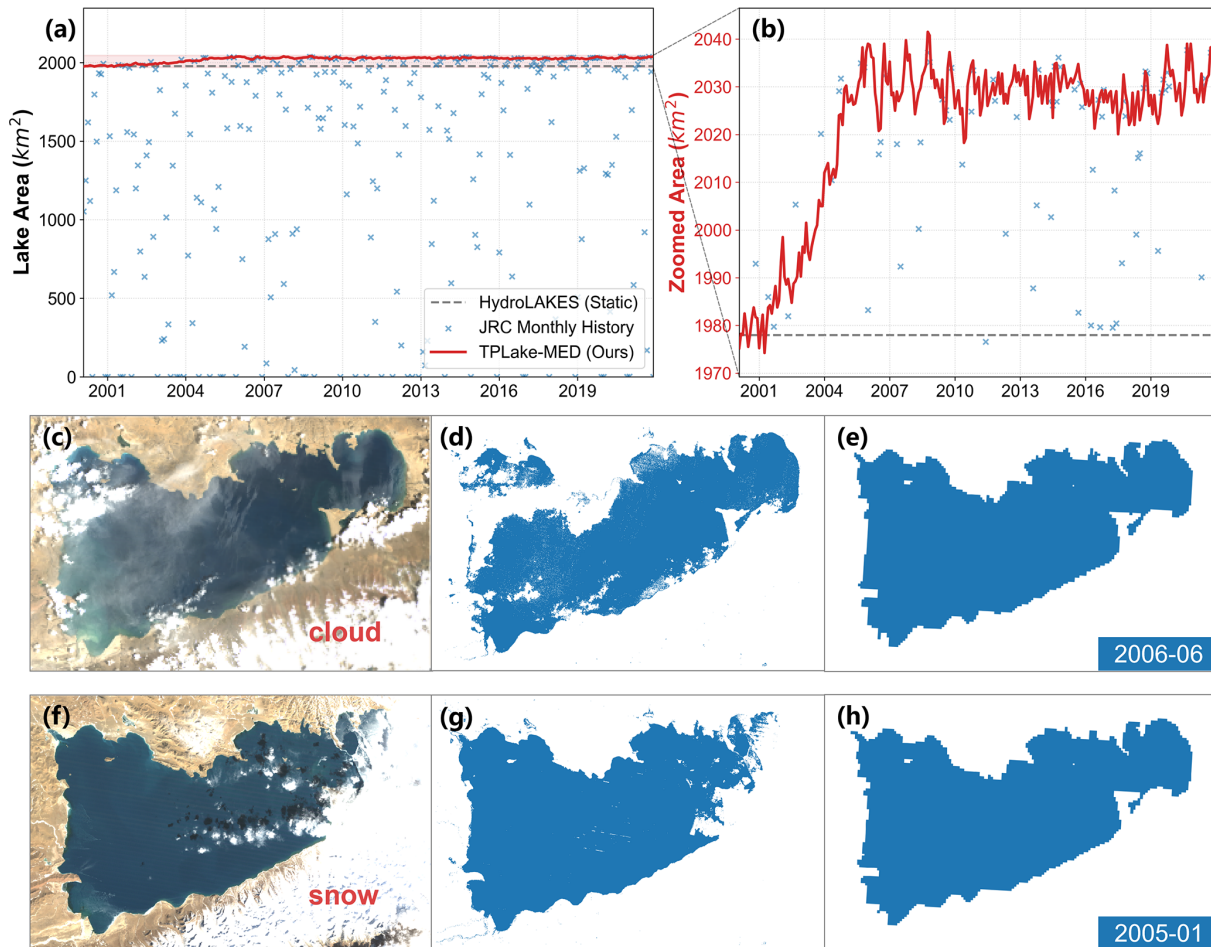 (a)
Lake Area (km²)
2000
1500
1000
500
0
2001
2004
2007
2010
2013
2016
2019
HydroLAKES (Static)
JRC Monthly History
TPLake-MED (Ours)
(b)
Zoomed Area (km²)
2040
2030
2020
2010
2000
1990
1980
1970
2001
2004
2007
2010
2013
2016
2019
(c)
cloud
(d)
(e)
2006-06
(f)
snow
(g)
(h)
2005-01